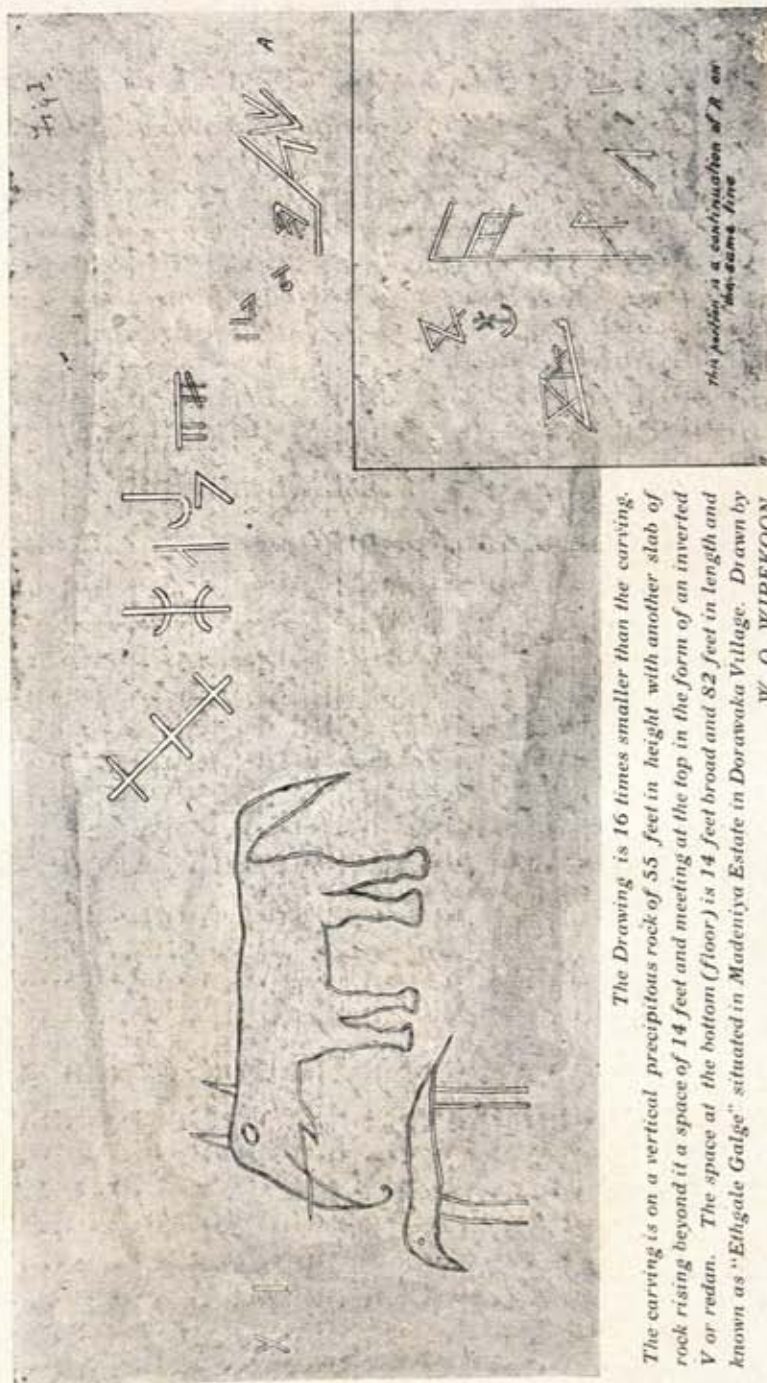 Fig I.
A
This portion is a continuation of A on
the same line
The Drawing is 16 times smaller than the carving.
The carving is on a vertical precipitous rock of 55 feet in height with another slab of
rock rising beyond it a space of 14 feet and meeting at the top in the form of an inverted
V or redan. The space at the bottom (floor) is 14 feet broad and 82 feet in length and
known as "Ethgale Galge" situated in Madeniya Estate in Dorawaka Village. Drawn by
W. O. WIREKOON